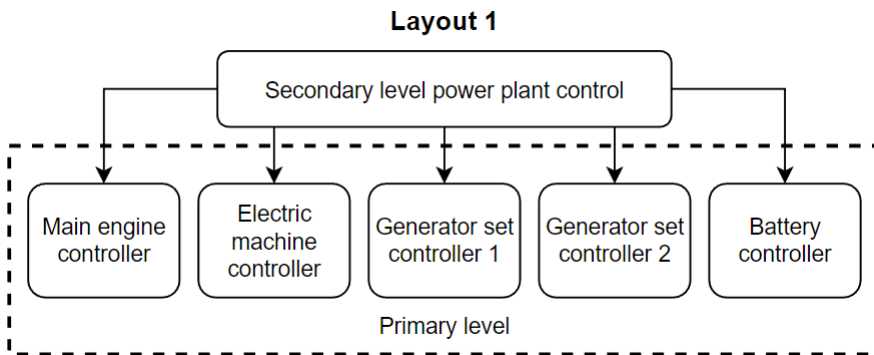 Layout 1
Secondary level power plant control
Main engine
controller
Electric
machine
controller
Generator set
controller 1
Generator set
controller 2
Battery
controller
Primary level